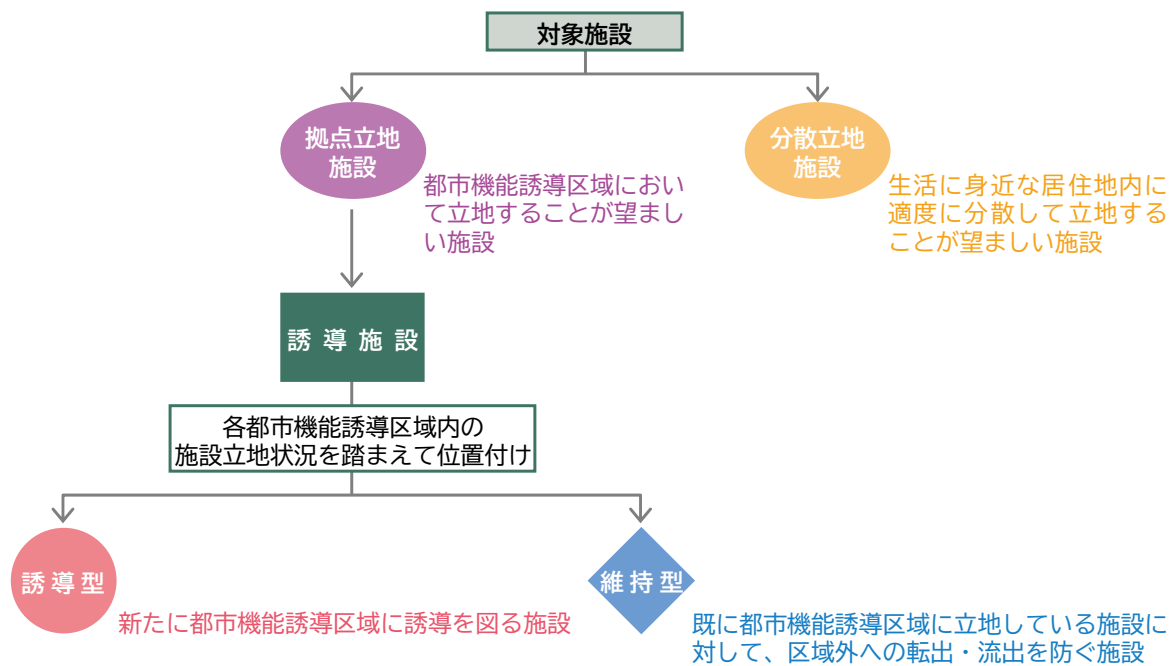 対象施設
拠点立地
施設
都市機能誘導区域におい
て立地することが望まし
い施設
分散立地
施設
生活に身近な居住地内に
適度に分散して立地する
ことが望ましい施設
誘導施設
各都市機能誘導区域内の
施設立地状況を踏まえて位置付け
誘導型
新たに都市機能誘導区域に誘導を図る施設
維持型
既に都市機能誘導区域に立地している施設に
対して、区域外への転出・流出を防ぐ施設